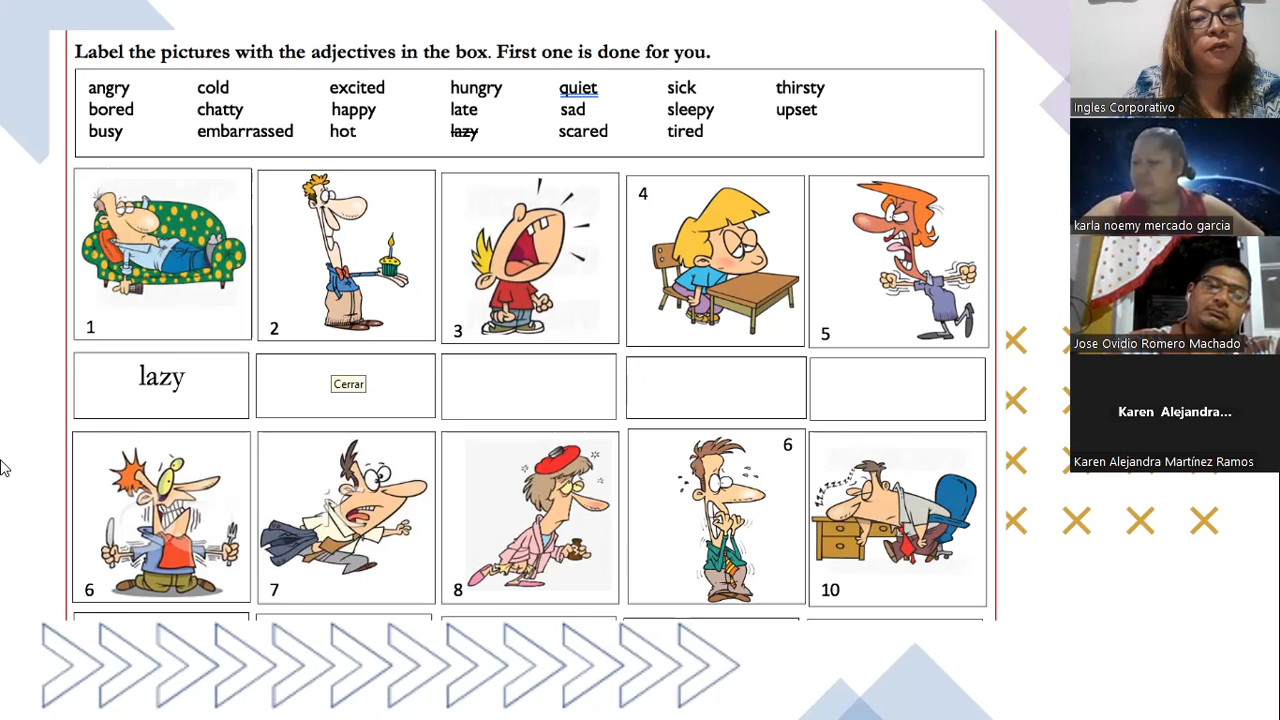 Label the pictures with the adjectives in the box. First one is done for you.
angry cold excited hungry quiet sick thirsty
bored chatty happy late sad sleepy upset
busy embarrassed hot lazy scared tired
1
2
3
4
5
lazy
Cerrar
6
7
8
6
zzzzzzz
10
Ingles Corporativo
karla noemy mercado garcia
Jose Ovidio Romero Machado
Karen Alejandra...
Karen Alejandra Martínez Ramos